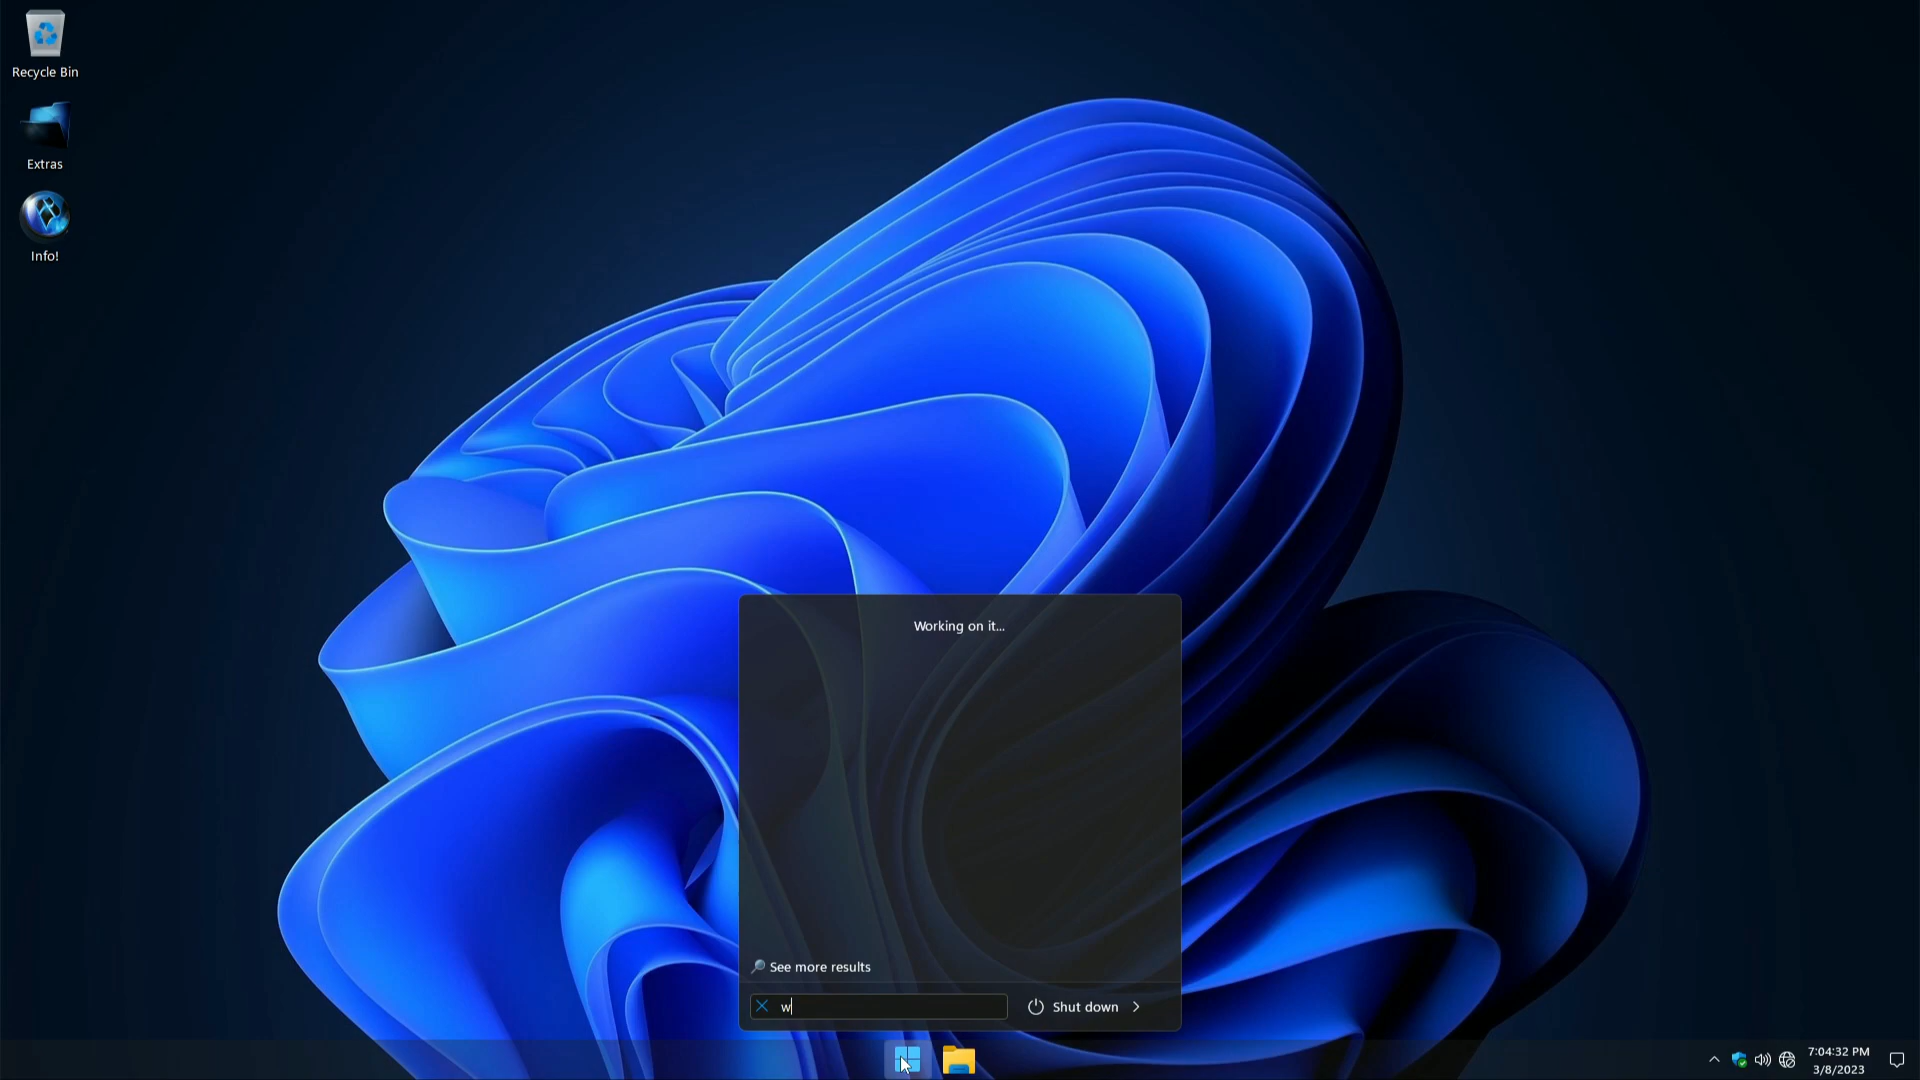 Recycle Bin
Extras
Info!
Working on it...
See more results
w
Shut down
7:04:32 PM
3/8/2023